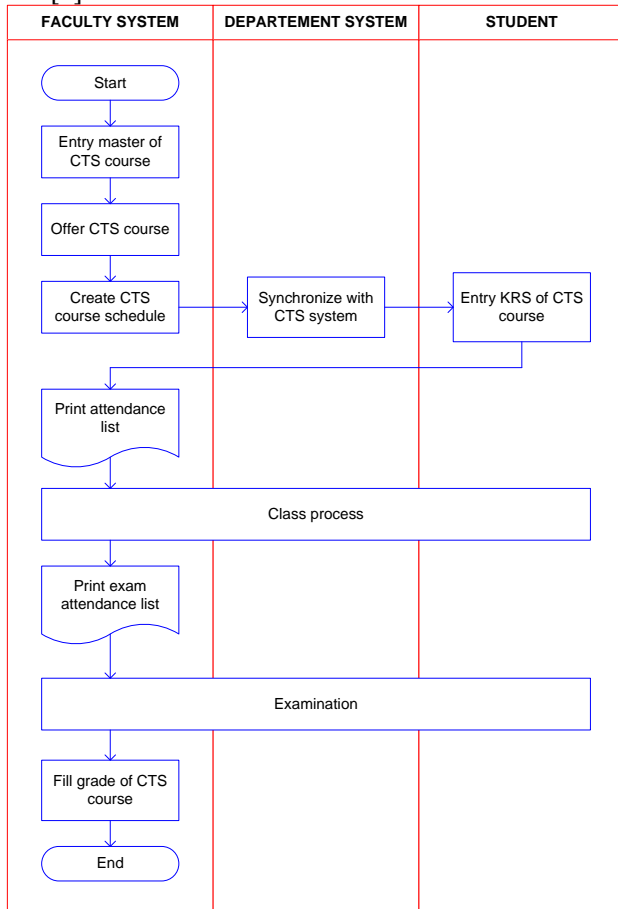 FACULTY SYSTEM
DEPARTEMENT SYSTEM
STUDENT
Start
Entry master of
CTS course
Offer CTS course
Create CTS
course schedule
Synchronize with
CTS system
Entry KRS of CTS
course
Print attendance
list
Class process
Print exam
attendance list
Examination
Fill grade of CTS
course
End